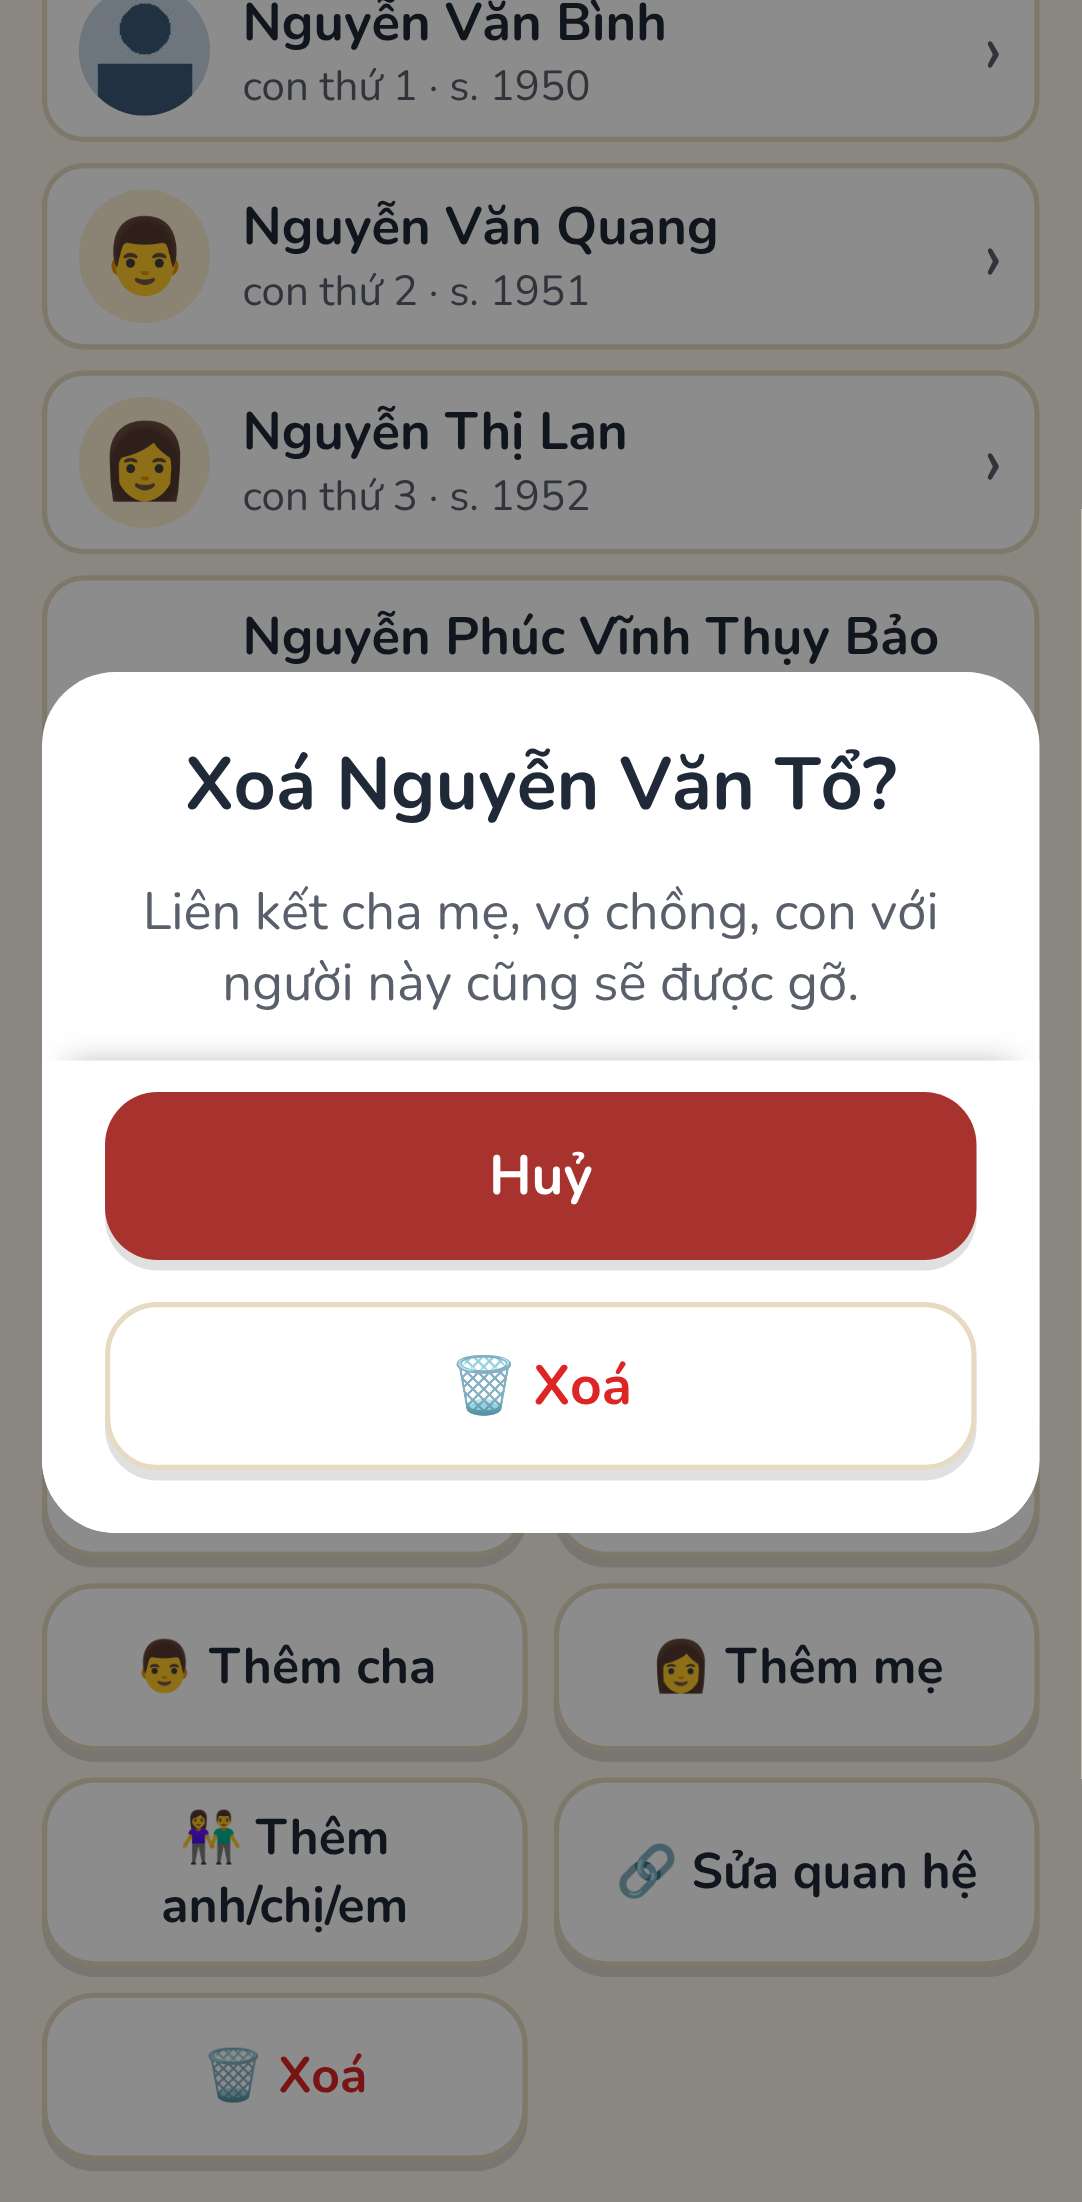 Nguyễn Văn Bình
con thứ 1 · s. 1950
Nguyễn Văn Quang
con thứ 2 · s. 1951
Nguyễn Thị Lan
con thứ 3 · s. 1952
Nguyễn Phúc Vĩnh Thụy Bảo
Xoá Nguyễn Văn Tổ?
Liên kết cha mẹ, vợ chồng, con với
người này cũng sẽ được gỡ.
Huỷ
🗑️ Xoá
👨 Thêm cha
👩 Thêm mẹ
👫 Thêm
anh/chị/em
🔗 Sửa quan hệ
🗑️ Xoá